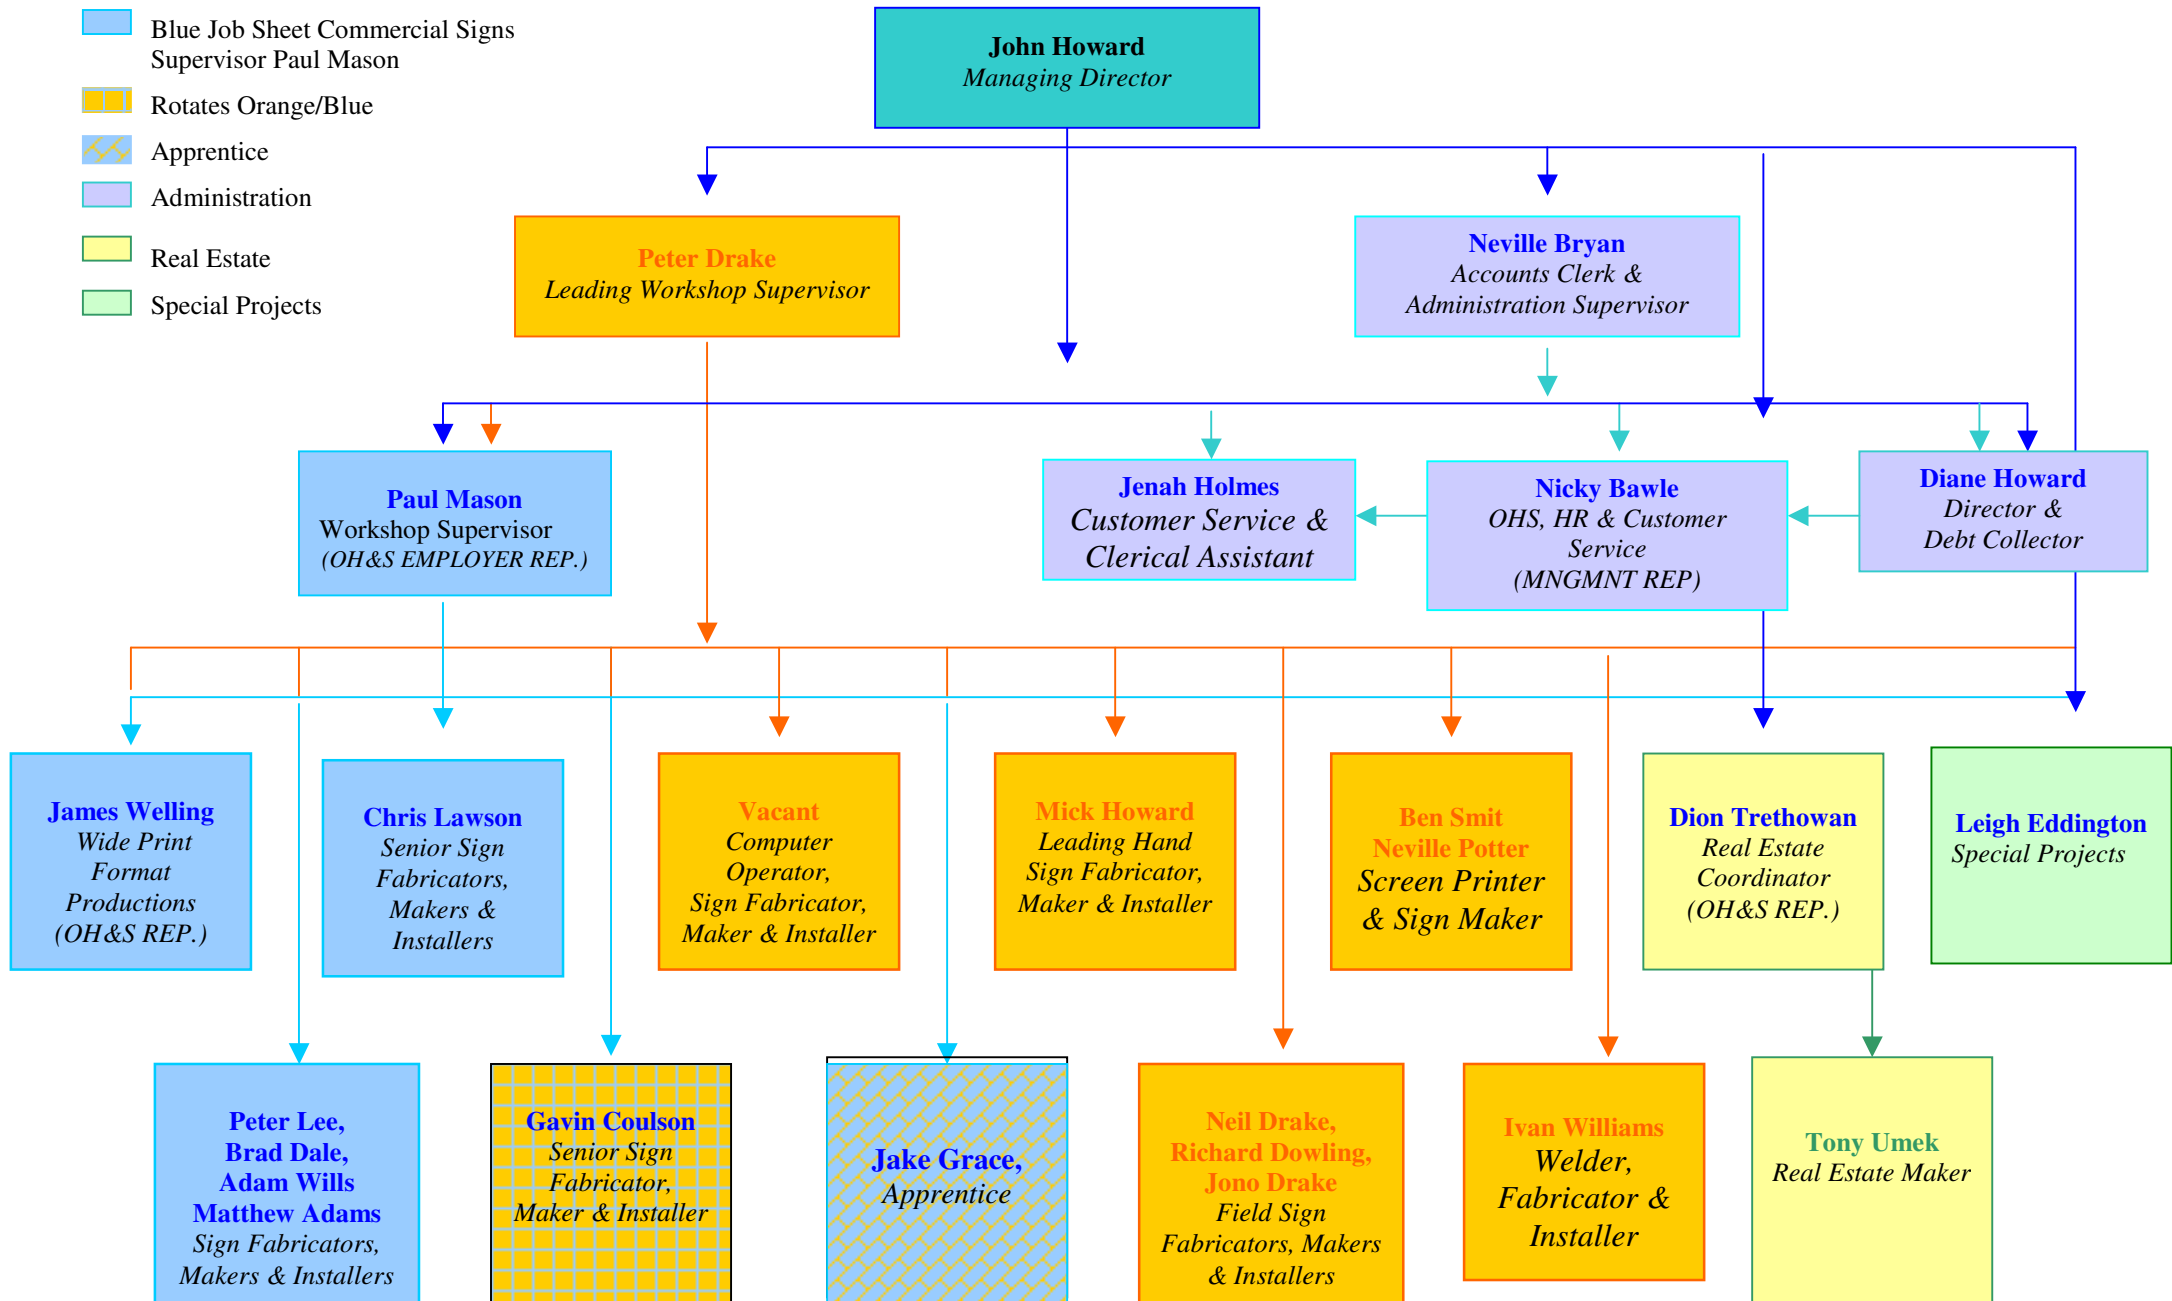 Blue Job Sheet Commercial Signs
Supervisor Paul Mason
Rotates Orange/Blue
Apprentice
Administration
Real Estate
Special Projects
John Howard
Managing Director
Peter Drake
Leading Workshop Supervisor
Neville Bryan
Accounts Clerk &
Administration Supervisor
Paul Mason
Workshop Supervisor
(OH&S EMPLOYER REP.)
Jenah Holmes
Customer Service &
Clerical Assistant
Nicky Bawle
OHS, HR & Customer
Service
(MNGMNT REP)
Diane Howard
Director &
Debt Collector
James Welling
Wide Print
Format
Productions
(OH&S REP.)
Chris Lawson
Senior Sign
Fabricators,
Makers &
Installers
Vacant
Computer
Operator,
Sign Fabricator,
Maker & Installer
Mick Howard
Leading Hand
Sign Fabricator,
Maker & Installer
Ben Smit
Neville Potter
Screen Printer
& Sign Maker
Dion Trethowan
Real Estate
Coordinator
(OH&S REP.)
Leigh Eddington
Special Projects
Peter Lee,
Brad Dale,
Adam Wills
Matthew Adams
Sign Fabricators,
Makers & Installers
Gavin Coulson
Senior Sign
Fabricator,
Maker & Installer
Jake Grace,
Apprentice
Neil Drake,
Richard Dowling,
Jono Drake
Field Sign
Fabricators, Makers
& Installers
Ivan Williams
Welder,
Fabricator &
Installer
Tony Umek
Real Estate Maker